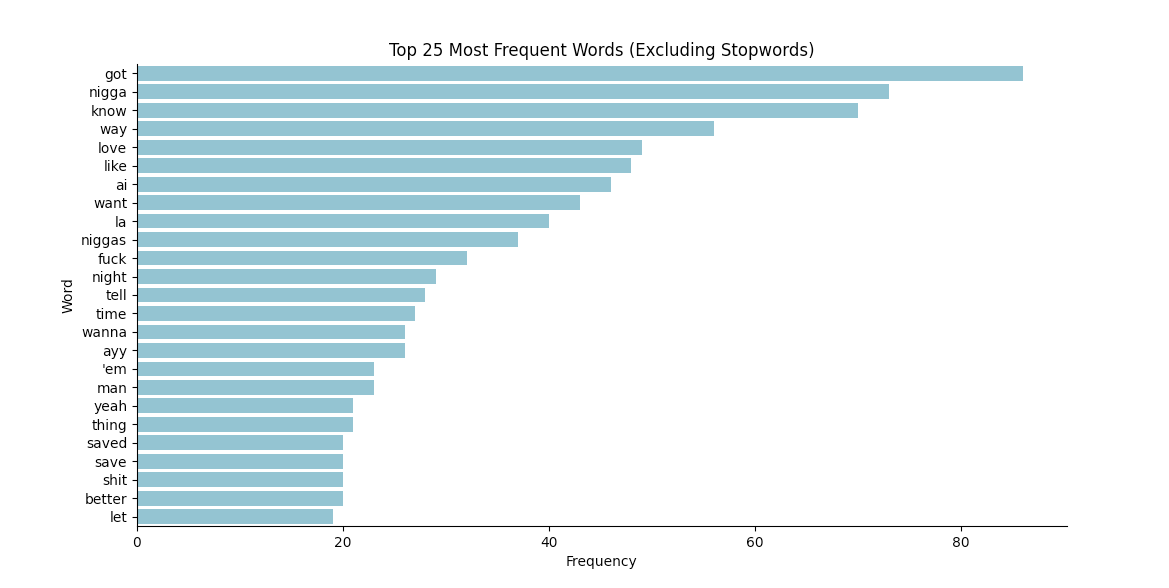 Top 25 Most Frequent Words (Excluding Stopwords)
got
nigga
know
way
love
like
ai
want
la
niggas
fuck
night
tell
time
wanna
ayy
'em
man
yeah
thing
saved
save
shit
better
let
Word
0 20 40 60 80
Frequency